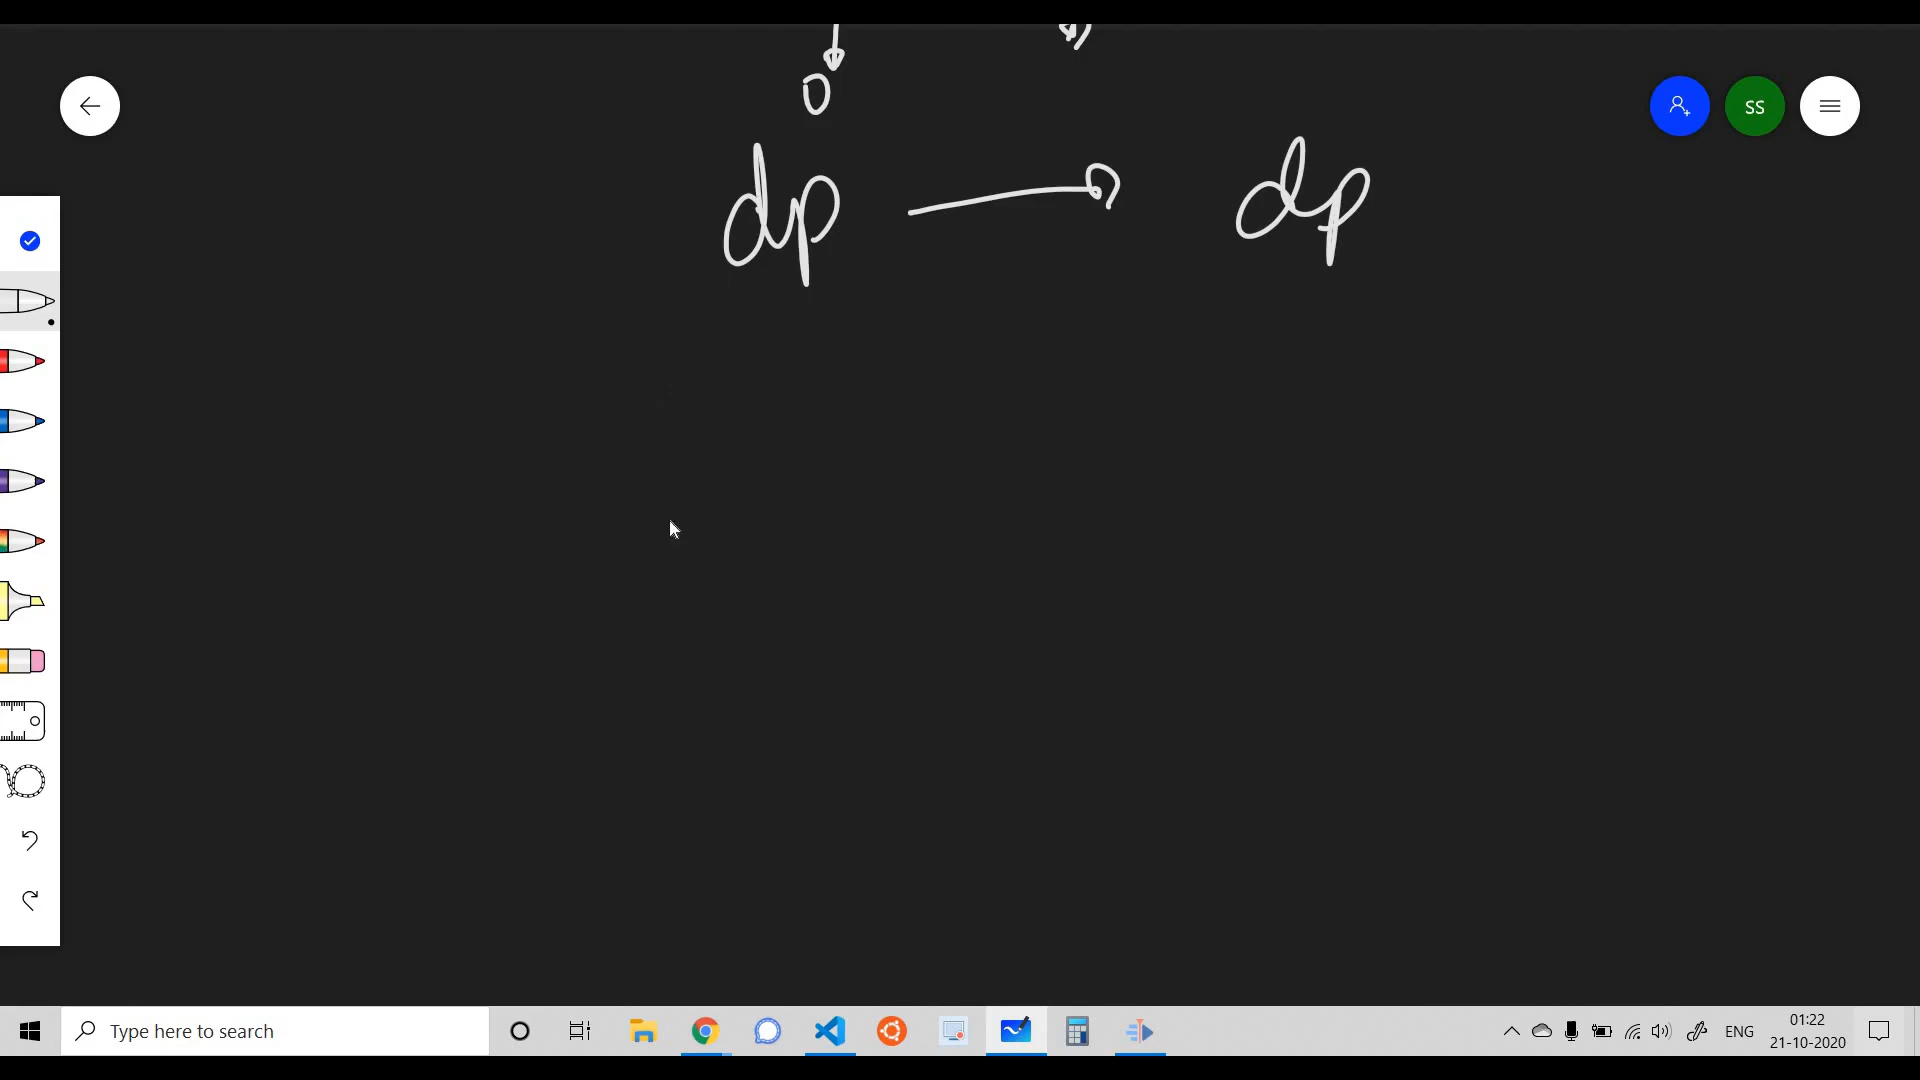 0
dp → dp
SS
Type here to search
ENG
01:22
21-10-2020